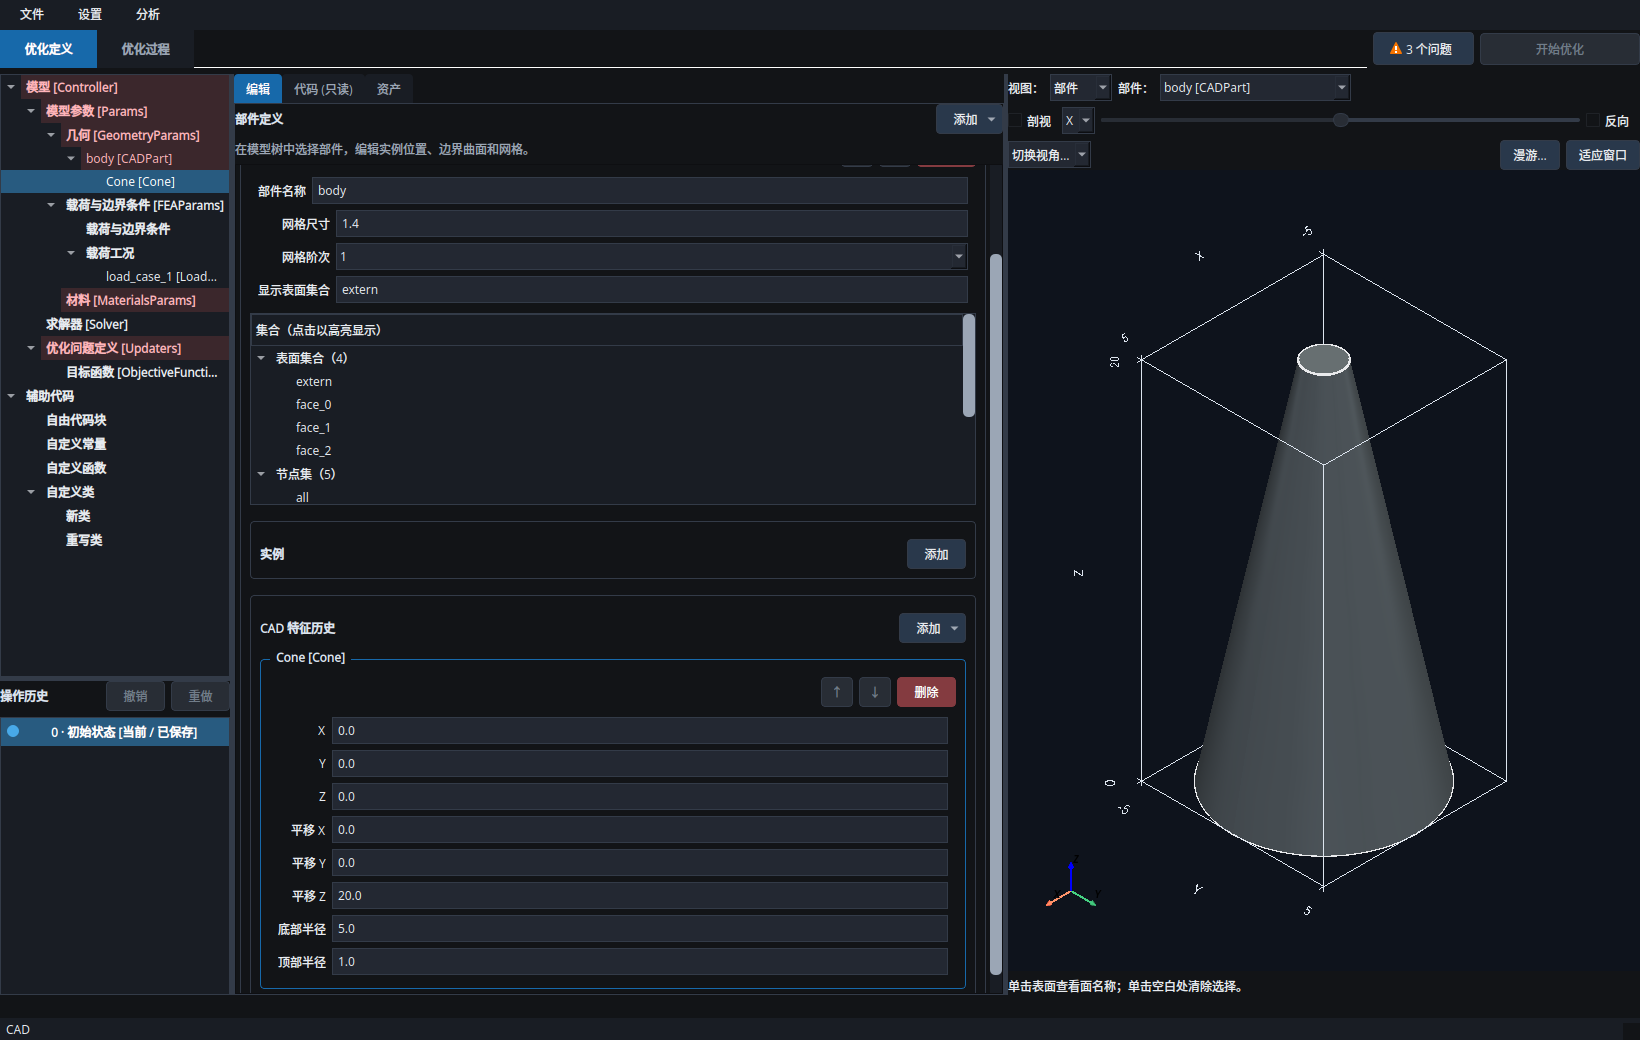 文件 设置 分析
优化定义 优化过程 3 个问题 开始优化
模型 [Controller]
模型参数 [Params]
几何 [GeometryParams]
body [CADPart]
Cone [Cone]
载荷与边界条件 [FEAParams]
载荷与边界条件
载荷工况
load_case_1 [Load...
材料 [MaterialsParams]
求解器 [Solver]
优化问题定义 [Updaters]
目标函数 [ObjectiveFuncti...
辅助代码
自由代码块
自定义常量
自定义函数
自定义类
新类
重写类
操作历史 撤销 重做
0 · 初始状态 [当前 / 已保存]
编辑 代码 (只读) 资产
部件定义 添加
在模型树中选择部件，编辑实例位置、边界曲面和网格。
部件名称 body
网格尺寸 1.4
网格阶次 1
显示表面集合 extern
集合（点击以高亮显示）
表面集合（4）
extern
face_0
face_1
face_2
节点集（5）
all
实例 添加
CAD 特征历史 添加
Cone [Cone]
↑ ↓ 删除
X 0.0
Y 0.0
Z 0.0
平移 X 0.0
平移 Y 0.0
平移 Z 20.0
底部半径 5.0
顶部半径 1.0
视图： 部件 部件： body [CADPart]
剖视 X 反向
切换视角... 漫游... 适应窗口
-5
X
5
20
Z
0
-5
Y
5
Z
X
Y
单击表面查看面名称；单击空白处清除选择。
CAD